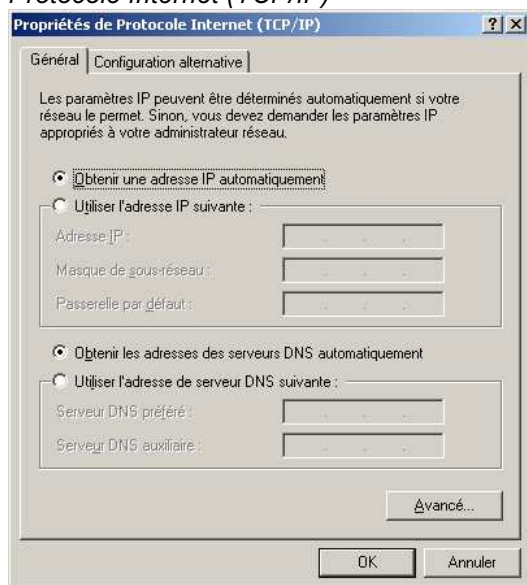 Protocole Internet (TCP/IP)
Propriétés de Protocole Internet (TCP/IP)
Général
Configuration alternative
Les paramètres IP peuvent être déterminés automatiquement si votre
réseau le permet. Sinon, vous devez demander les paramètres IP
appropriés à votre administrateur réseau.
Obtenir une adresse IP automatiquement
Utiliser l'adresse IP suivante :
Adresse IP :
Masque de sous-réseau :
Passerelle par défaut :
Obtenir les adresses des serveurs DNS automatiquement
Utiliser l'adresse de serveur DNS suivante :
Serveur DNS préféré :
Serveur DNS auxiliaire :
Avancé...
OK
Annuler